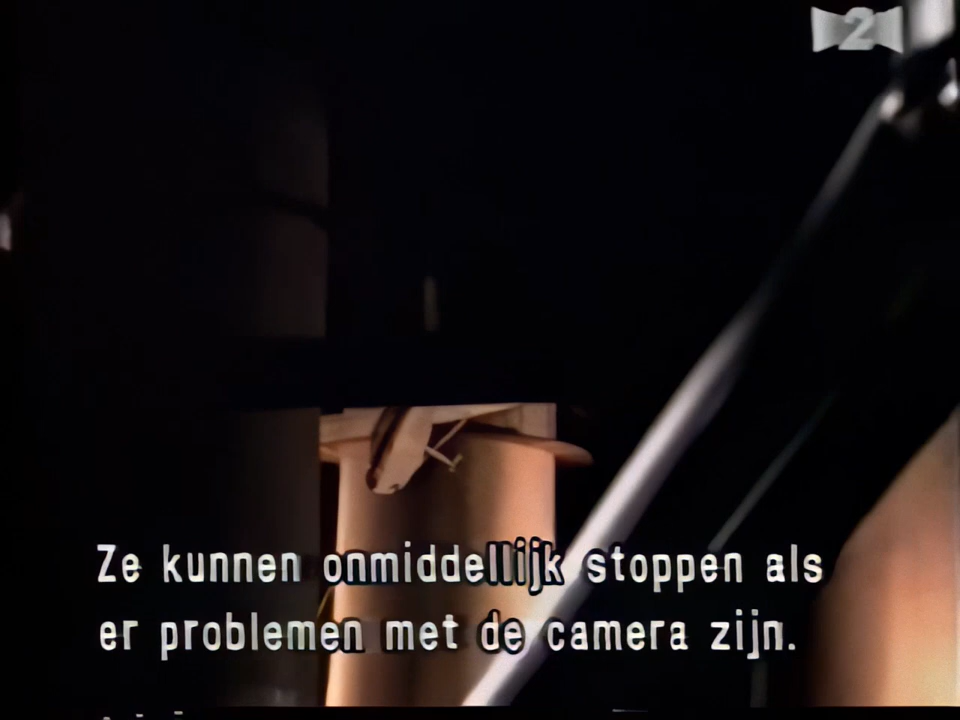 2
Ze kunnen onmiddellijk stoppen als
er problemen met de camera zijn.